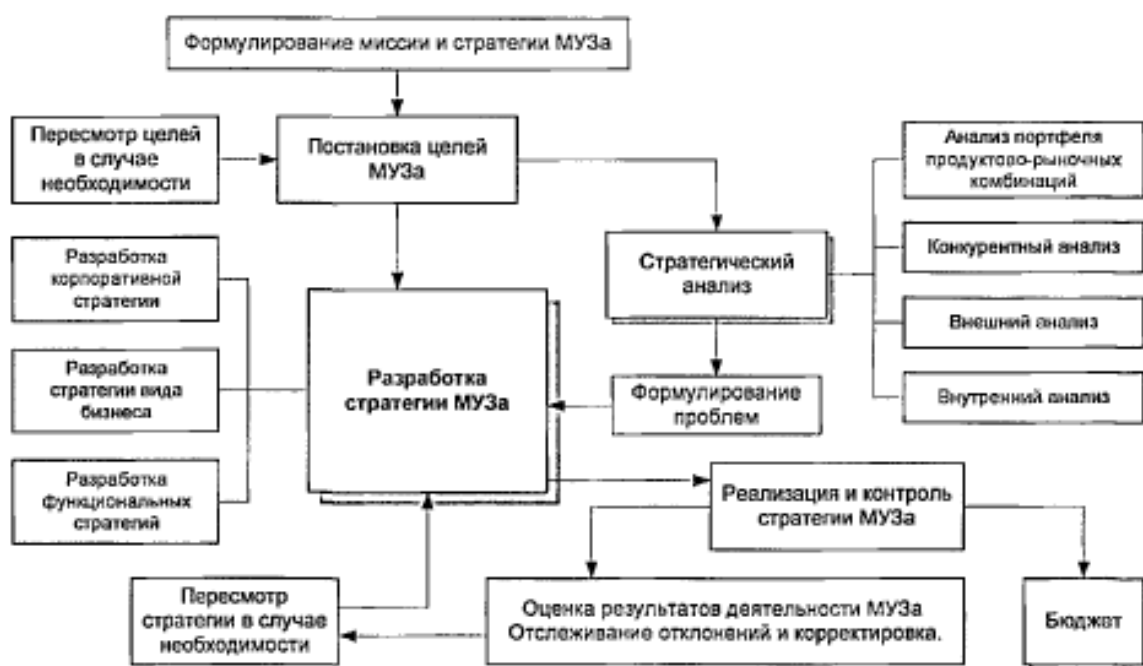 Формулирование миссии и стратегии МУЗа
Пересмотр целей
в случае
необходимости
Постановка целей
МУЗа
Анализ портфеля
продуктово-рыночных
комбинаций
Разработка
корпоративной
стратегии
Стратегический
анализ
Конкурентный анализ
Внешний анализ
Разработка
стратегии вида
бизнеса
Разработка
стратегии МУЗа
Формулирование
проблем
Внутренний анализ
Разработка
функциональных
стратегий
Реализация и контроль
стратегии МУЗа
Пересмотр
стратегии в случае
необходимости
Оценка результатов деятельности МУЗа
Отслеживание отклонений и корректировка.
Бюджет